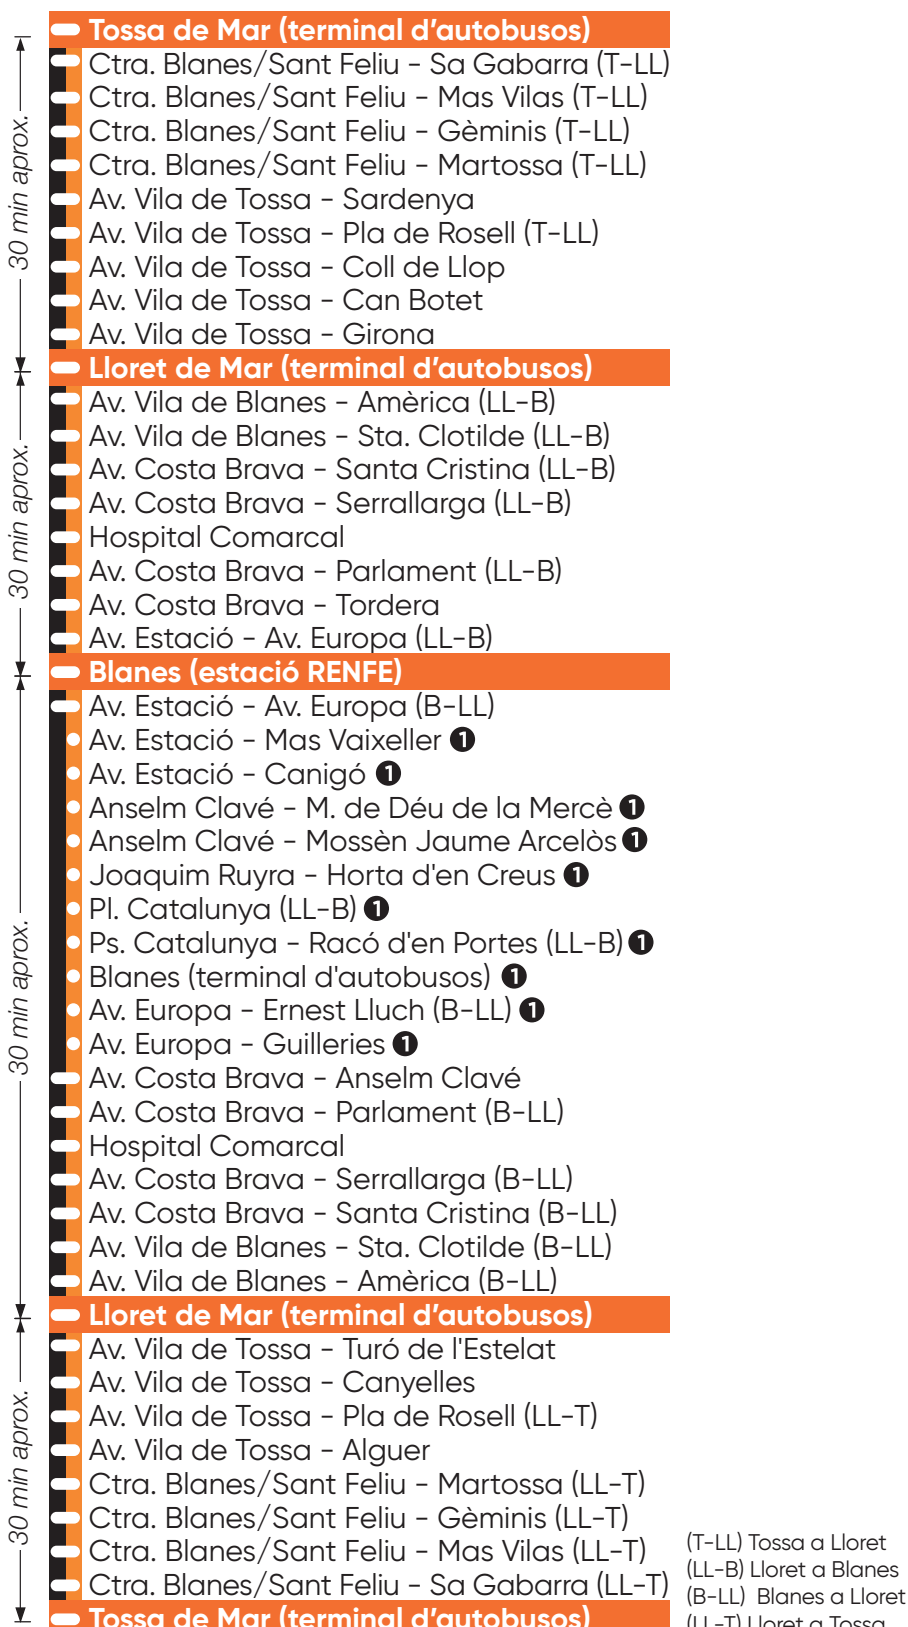 Tossa de Mar (terminal d’autobusos)
Ctra. Blanes/Sant Feliu - Sa Gabarra (T-LL)
Ctra. Blanes/Sant Feliu - Mas Vilas (T-LL)
Ctra. Blanes/Sant Feliu - Gèminis (T-LL)
Ctra. Blanes/Sant Feliu - Martossa (T-LL)
Av. Vila de Tossa - Sardenya
Av. Vila de Tossa - Pla de Rosell (T-LL)
Av. Vila de Tossa - Coll de Llop
Av. Vila de Tossa - Can Botet
Av. Vila de Tossa - Girona
30 min aprox.
Lloret de Mar (terminal d’autobusos)
Av. Vila de Blanes - Amèrica (LL-B)
Av. Vila de Blanes - Sta. Clotilde (LL-B)
Av. Costa Brava - Santa Cristina (LL-B)
Av. Costa Brava - Serrallarga (LL-B)
Hospital Comarcal
Av. Costa Brava - Parlament (LL-B)
Av. Costa Brava - Tordera
Av. Estació - Av. Europa (LL-B)
30 min aprox.
Blanes (estació RENFE)
Av. Estació - Av. Europa (B-LL)
Av. Estació - Mas Vaixeller 1
Av. Estació - Canigó 1
Anselm Clavé - M. de Déu de la Mercè 1
Anselm Clavé - Mossèn Jaume Arcelòs 1
Joaquim Ruyra - Horta d'en Creus 1
Pl. Catalunya (LL-B) 1
Ps. Catalunya - Racó d'en Portes (LL-B) 1
Blanes (terminal d'autobusos) 1
Av. Europa - Ernest Lluch (B-LL) 1
Av. Europa - Guilleries 1
Av. Costa Brava - Anselm Clavé
Av. Costa Brava - Parlament (B-LL)
Hospital Comarcal
Av. Costa Brava - Serrallarga (B-LL)
Av. Costa Brava - Santa Cristina (B-LL)
Av. Vila de Blanes - Sta. Clotilde (B-LL)
Av. Vila de Blanes - Amèrica (B-LL)
30 min aprox.
Lloret de Mar (terminal d’autobusos)
Av. Vila de Tossa - Turó de l'Estelat
Av. Vila de Tossa - Canyelles
Av. Vila de Tossa - Pla de Rosell (LL-T)
Av. Vila de Tossa - Alguer
Ctra. Blanes/Sant Feliu - Martossa (LL-T)
Ctra. Blanes/Sant Feliu - Gèminis (LL-T)
Ctra. Blanes/Sant Feliu - Mas Vilas (LL-T)
Ctra. Blanes/Sant Feliu - Sa Gabarra (LL-T)
30 min aprox.
Tossa de Mar (terminal d’autobusos)
(T-LL) Tossa a Lloret
(LL-B) Lloret a Blanes
(B-LL) Blanes a Lloret
(LL-T) Lloret a Tossa